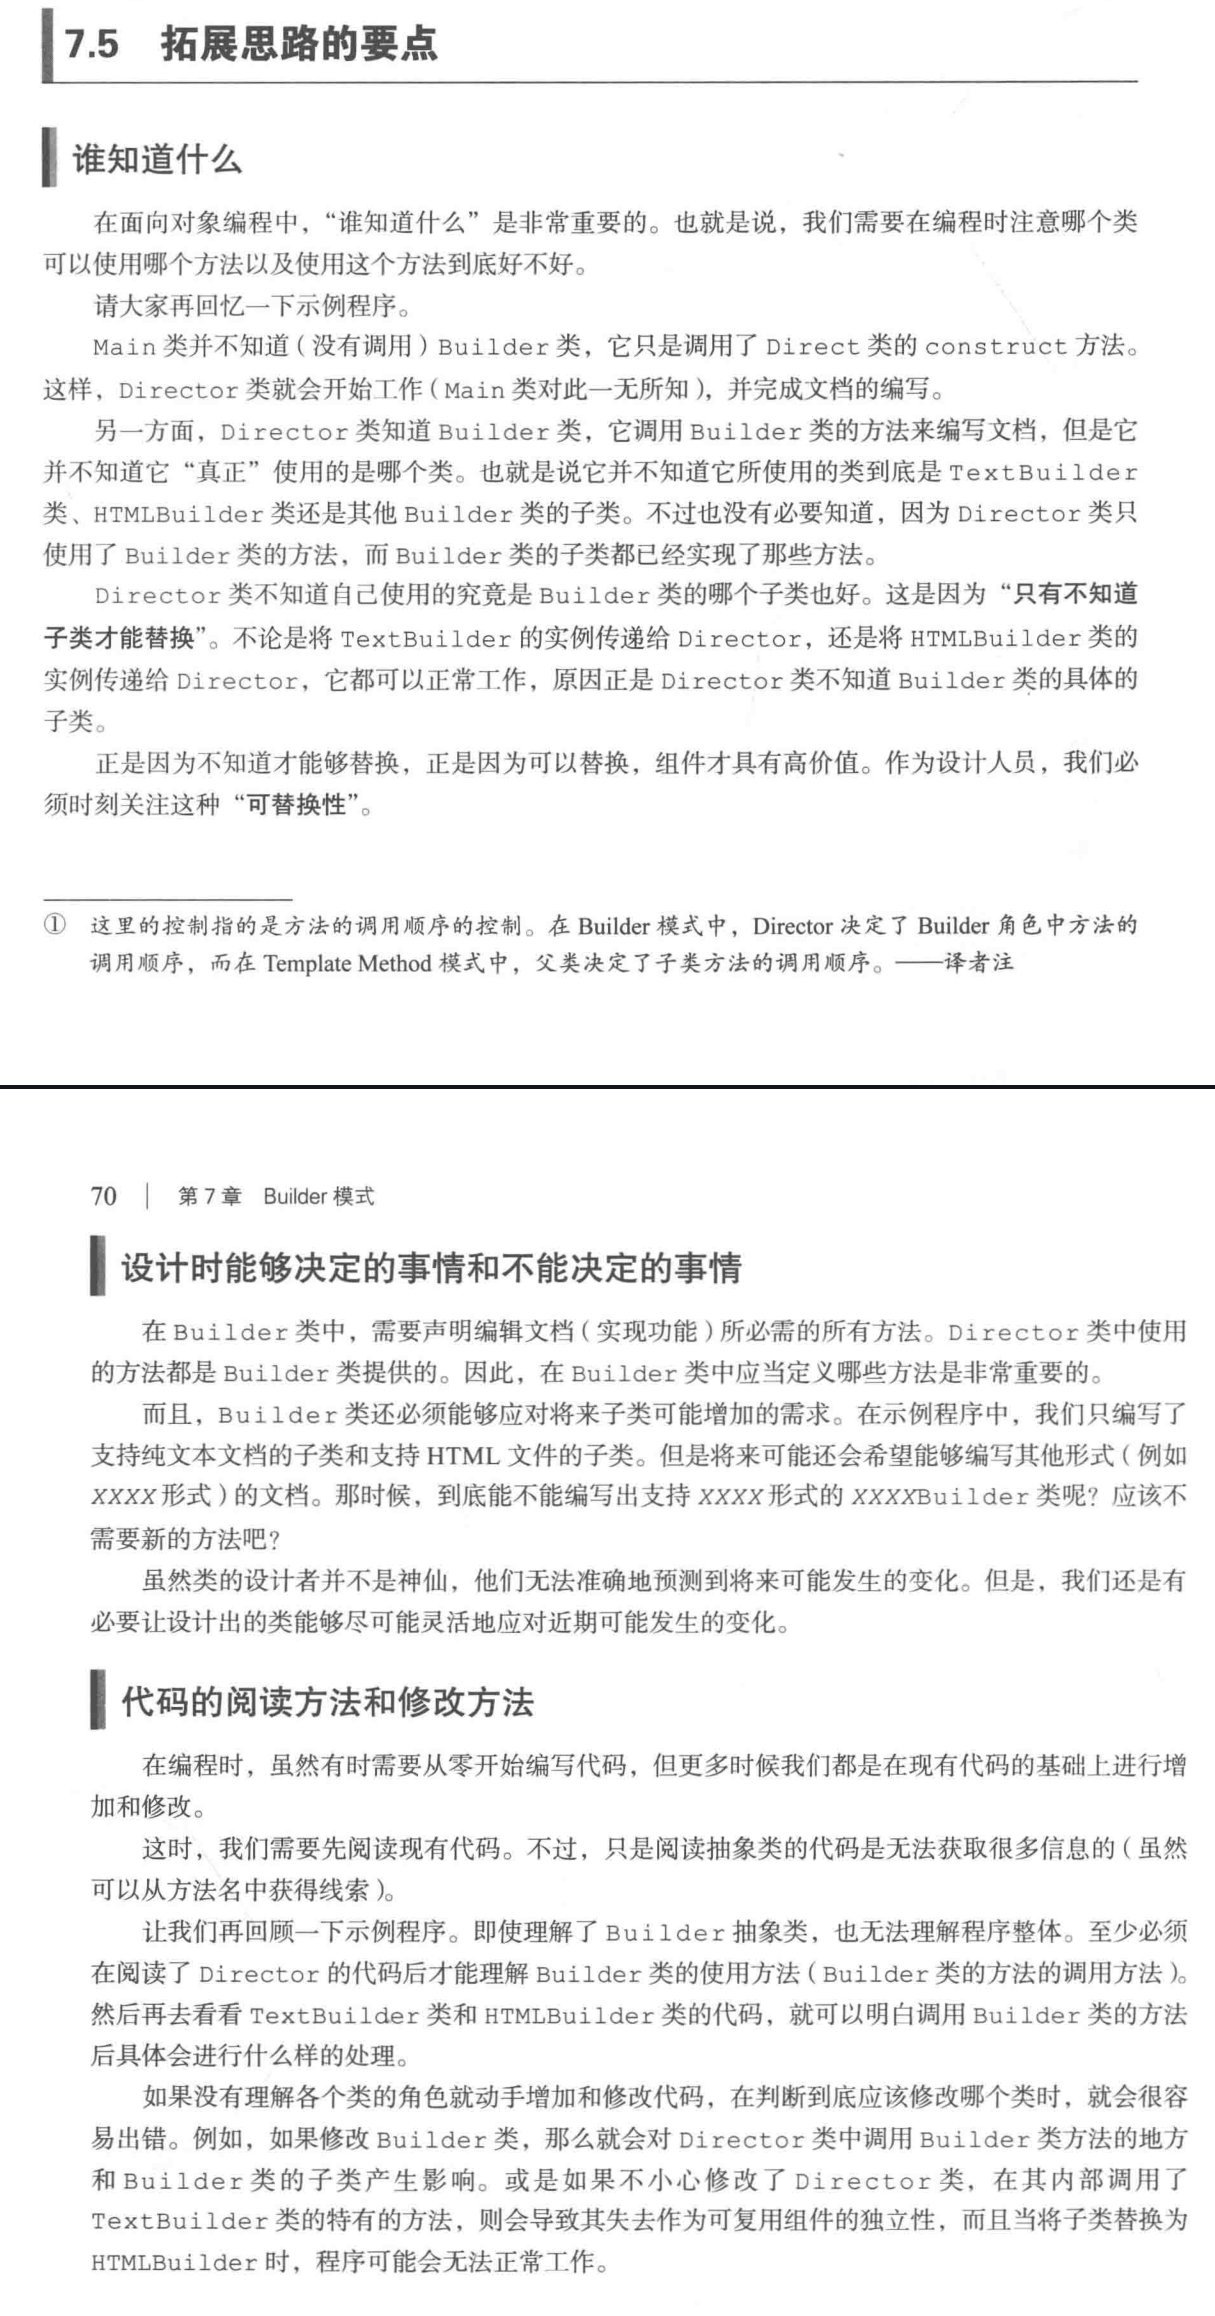 7.5 拓展思路的要点
谁知道什么
在面向对象编程中，“谁知道什么”是非常重要的。也就是说，我们需要在编程时注意哪个类
可以使用哪个方法以及使用这个方法到底好不好。
请大家再回忆一下示例程序。
Main 类并不知道（没有调用）Builder 类，它只是调用了 Direct 类的 construct 方法。
这样，Director 类就会开始工作（Main 类对此一无所知），并完成文档的编写。
另一方面，Director 类知道 Builder 类，它调用 Builder 类的方法来编写文档，但是它
并不知道它“真正”使用的是哪个类。也就是说它并不知道它所使用的类到底是 TextBuilder
类、HTMLBuilder 类还是其他 Builder 类的子类。不过也没有必要知道，因为 Director 类只
使用了 Builder 类的方法，而 Builder 类的子类都已经实现了那些方法。
Director 类不知道自己使用的究竟是 Builder 类的哪个子类也好。这是因为“只有不知道
子类才能替换”。不论是将 TextBuilder 的实例传递给 Director，还是将 HTMLBuilder 类的
实例传递给 Director，它都可以正常工作，原因正是 Director 类不知道 Builder 类的具体的
子类。
正是因为不知道才能够替换，正是因为可以替换，组件才具有高价值。作为设计人员，我们必
须时刻关注这种“可替换性”。
① 这里的控制指的是方法的调用顺序的控制。在 Builder 模式中，Director 决定了 Builder 角色中方法的
调用顺序，而在 Template Method 模式中，父类决定了子类方法的调用顺序。——译者注
70 | 第 7 章 Builder 模式
设计时能够决定的事情和不能决定的事情
在 Builder 类中，需要声明编辑文档（实现功能）所必需的所有方法。Director 类中使用
的方法都是 Builder 类提供的。因此，在 Builder 类中应当定义哪些方法是非常重要的。
而且，Builder 类还必须能够应对将来子类可能增加的需求。在示例程序中，我们只编写了
支持纯文本文档的子类和支持 HTML 文件的子类。但是将来可能还会希望能够编写其他形式（例如
XXXX 形式）的文档。那时候，到底能不能编写出支持 XXXX 形式的 XXXXBuilder 类呢？应该不
需要新的方法吧？
虽然类的设计者并不是神仙，他们无法准确地预测到将来可能发生的变化。但是，我们还是有
必要让设计出的类能够尽可能灵活地应对近期可能发生的变化。
代码的阅读方法和修改方法
在编程时，虽然有时需要从零开始编写代码，但更多时候我们都是在现有代码的基础上进行增
加和修改。
这时，我们需要先阅读现有代码。不过，只是阅读抽象类的代码是无法获取很多信息的（虽然
可以从方法名中获得线索）。
让我们再回顾一下示例程序。即使理解了 Builder 抽象类，也无法理解程序整体。至少必须
在阅读了 Director 的代码后才能理解 Builder 类的使用方法（Builder 类的方法的调用方法）。
然后再去看看 TextBuilder 类和 HTMLBuilder 类的代码，就可以明白调用 Builder 类的方法
后具体会进行什么样的处理。
如果没有理解各个类的角色就动手增加和修改代码，在判断到底应该修改哪个类时，就会很容
易出错。例如，如果修改 Builder 类，那么就会对 Director 类中调用 Builder 类方法的地方
和 Builder 类的子类产生影响。或是如果不小心修改了 Director 类，在其内部调用了
TextBuilder 类的特有的方法，则会导致其失去作为可复用组件的独立性，而且当将子类替换为
HTMLBuilder 时，程序可能会无法正常工作。